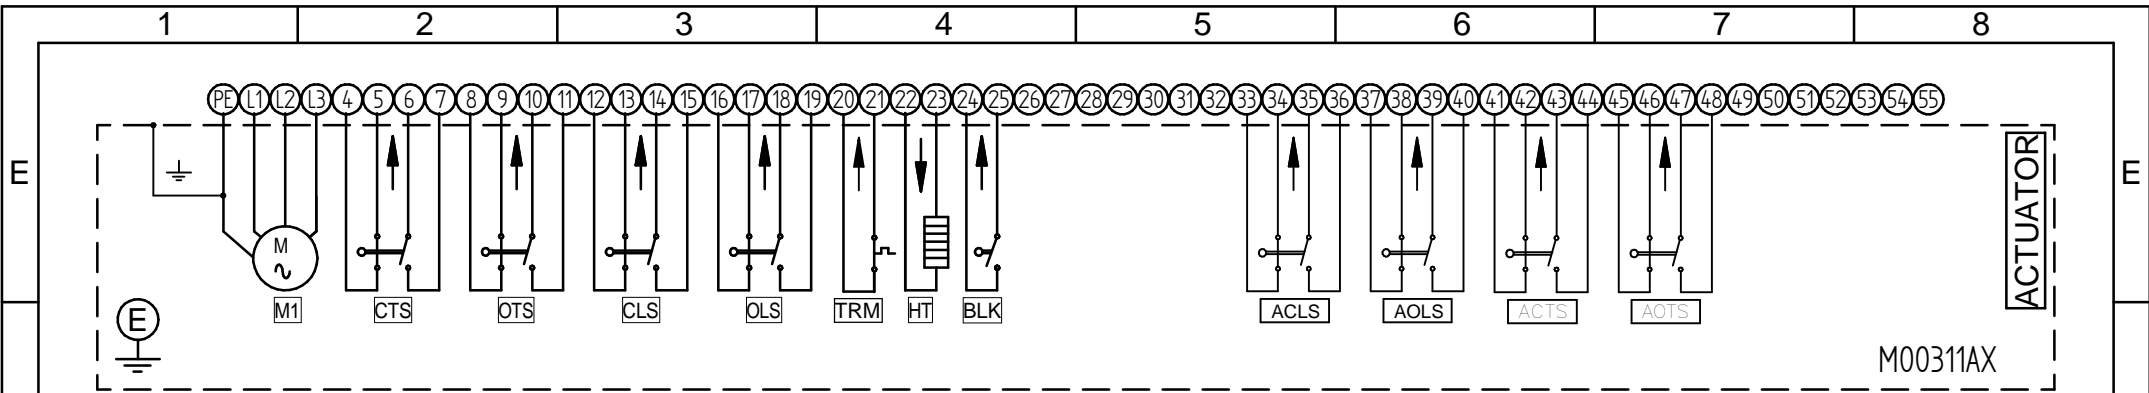 1 2 3 4 5 6 7 8
PE L1 L2 L3 4 5 6 7 8 9 10 11 12 13 14 15 16 17 18 19 20 21 22 23 24 25 26 27 28 29 30 31 32 33 34 35 36 37 38 39 40 41 42 43 44 45 46 47 48 49 50 51 52 53 54 55
E E
ACTUATOR
M
M1 CTS OTS CLS OLS TRM HT BLK ACLS AOLS ACTS AOTS
E
M00311AX